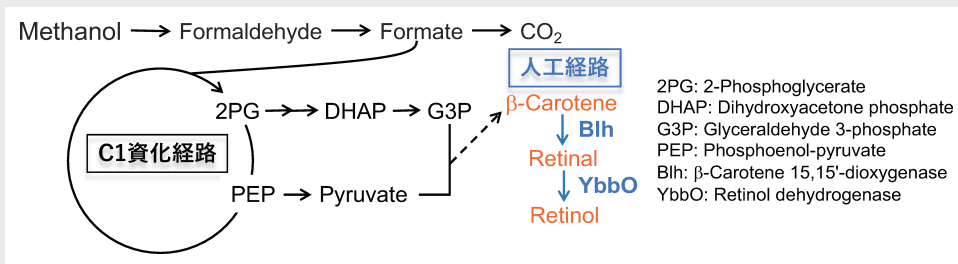 Methanol → Formaldehyde → Formate → CO₂
人工経路
2PG → DHAP → G3P
β-Carotene
Blh
C1資化経路
Retinal
YbbO
PEP → Pyruvate
Retinol
2PG: 2-Phosphoglycerate
DHAP: Dihydroxyacetone phosphate
G3P: Glyceraldehyde 3-phosphate
PEP: Phosphoenol-pyruvate
Blh: β-Carotene 15,15'-dioxygenase
YbbO: Retinol dehydrogenase